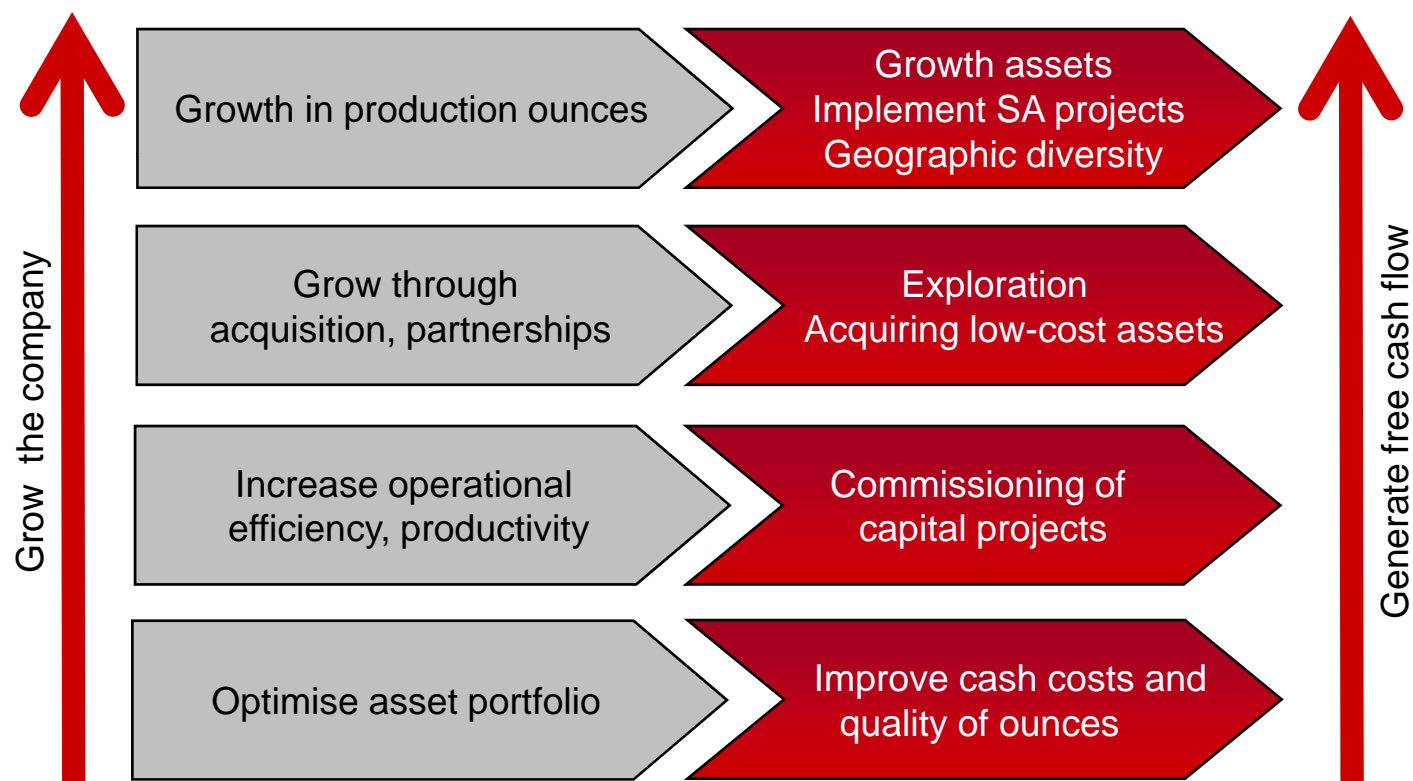 Grow the company
Growth in production ounces
Growth assets
Implement SA projects
Geographic diversity
Grow through
acquisition, partnerships
Exploration
Acquiring low-cost assets
Increase operational
efficiency, productivity
Commissioning of
capital projects
Optimise asset portfolio
Improve cash costs and
quality of ounces
Generate free cash flow